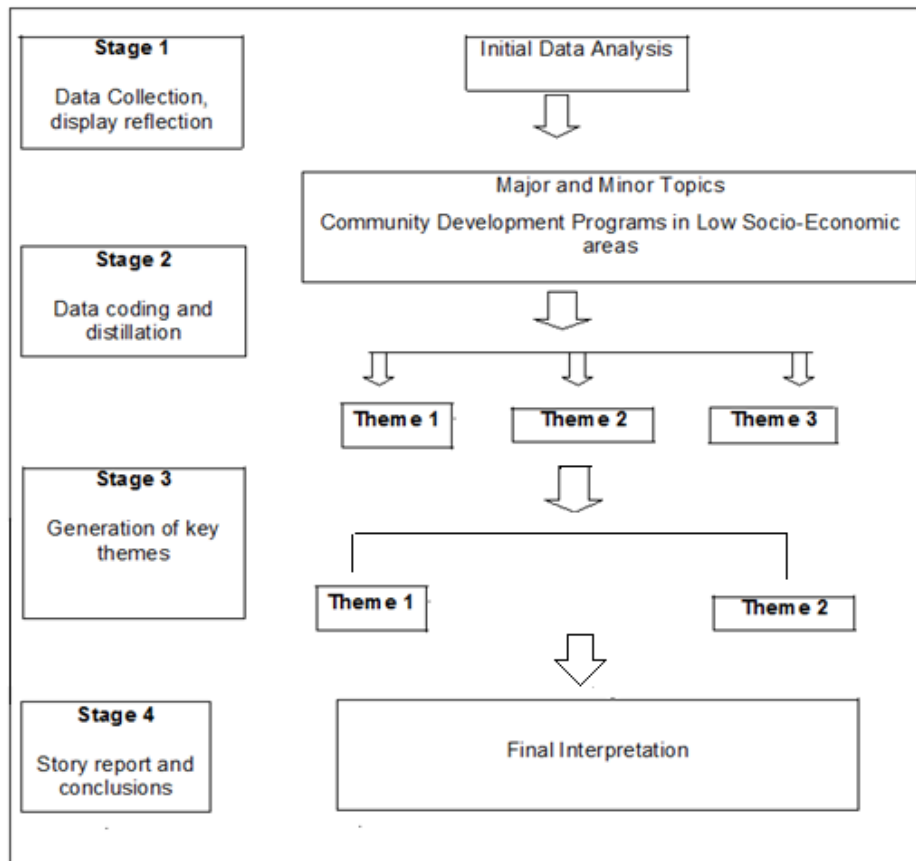 Stage 1
Data Collection,
display reflection
Initial Data Analysis
Major and Minor Topics
Community Development Programs in Low Socio-Economic
areas
Stage 2
Data coding and
distillation
Theme 1
Theme 2
Theme 3
Stage 3
Generation of key
themes
Theme 1
Theme 2
Stage 4
Story report and
conclusions
Final Interpretation